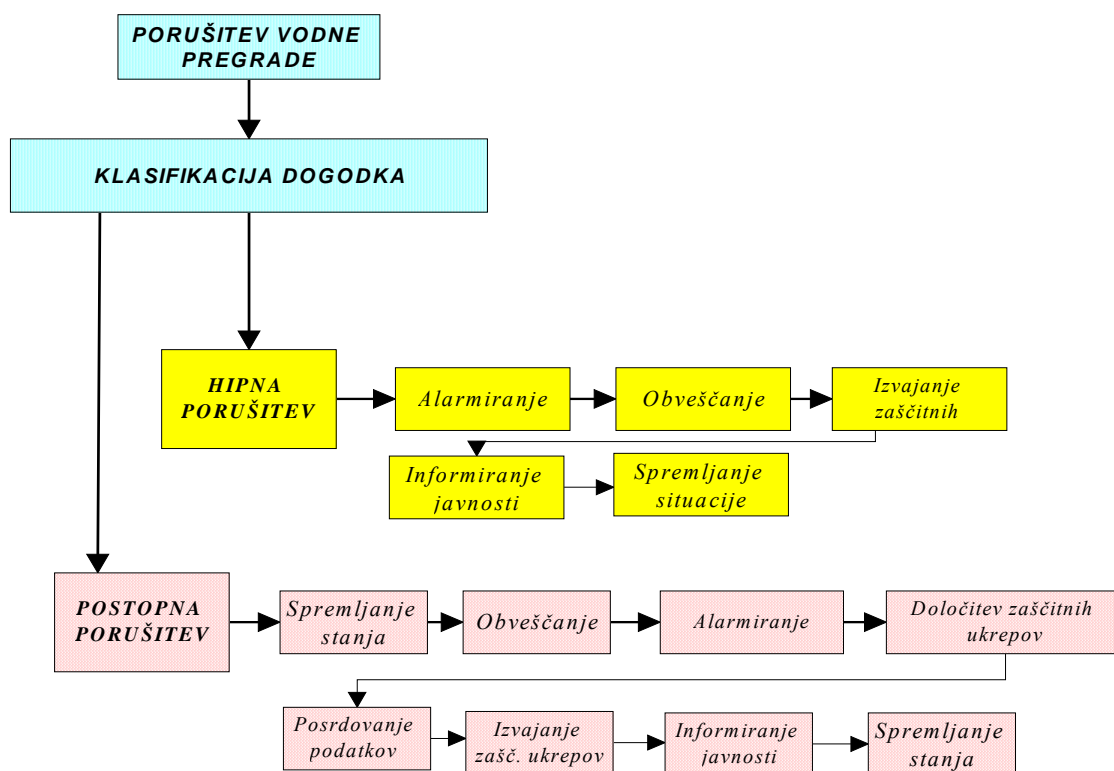 PORUŠITEV VODNE
PREGRADE
KLASIFIKACIJA DOGODKA
HIPNA
PORUŠITEV
Alarmiranje
Obveščanje
Izvajanje
zaščitnih
Informiranje
javnosti
Spremljanje
situacije
POSTOPNA
PORUŠITEV
Spremljanje
stanja
Obveščanje
Alarmiranje
Določitev zaščitnih
ukrepov
Posrdovanje
podatkov
Izvajanje
zašč. ukrepov
Informiranje
javnosti
Spremljanje
stanja